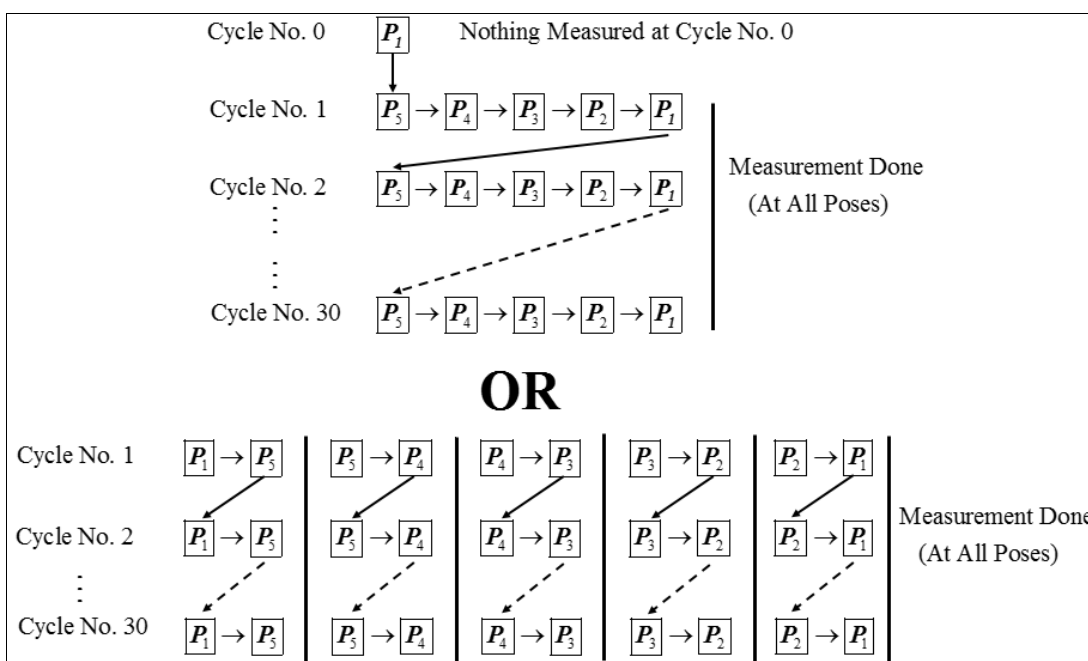 Cycle No. 0 P1 Nothing Measured at Cycle No. 0
Cycle No. 1 P5 → P4 → P3 → P2 → P1
Measurement Done
(At All Poses)
Cycle No. 2 P5 → P4 → P3 → P2 → P1
Cycle No. 30 P5 → P4 → P3 → P2 → P1
OR
Cycle No. 1 P1 → P5 P5 → P4 P4 → P3 P3 → P2 P2 → P1
Measurement Done
(At All Poses)
Cycle No. 2 P1 → P5 P5 → P4 P4 → P3 P3 → P2 P2 → P1
Cycle No. 30 P1 → P5 P5 → P4 P4 → P3 P3 → P2 P2 → P1